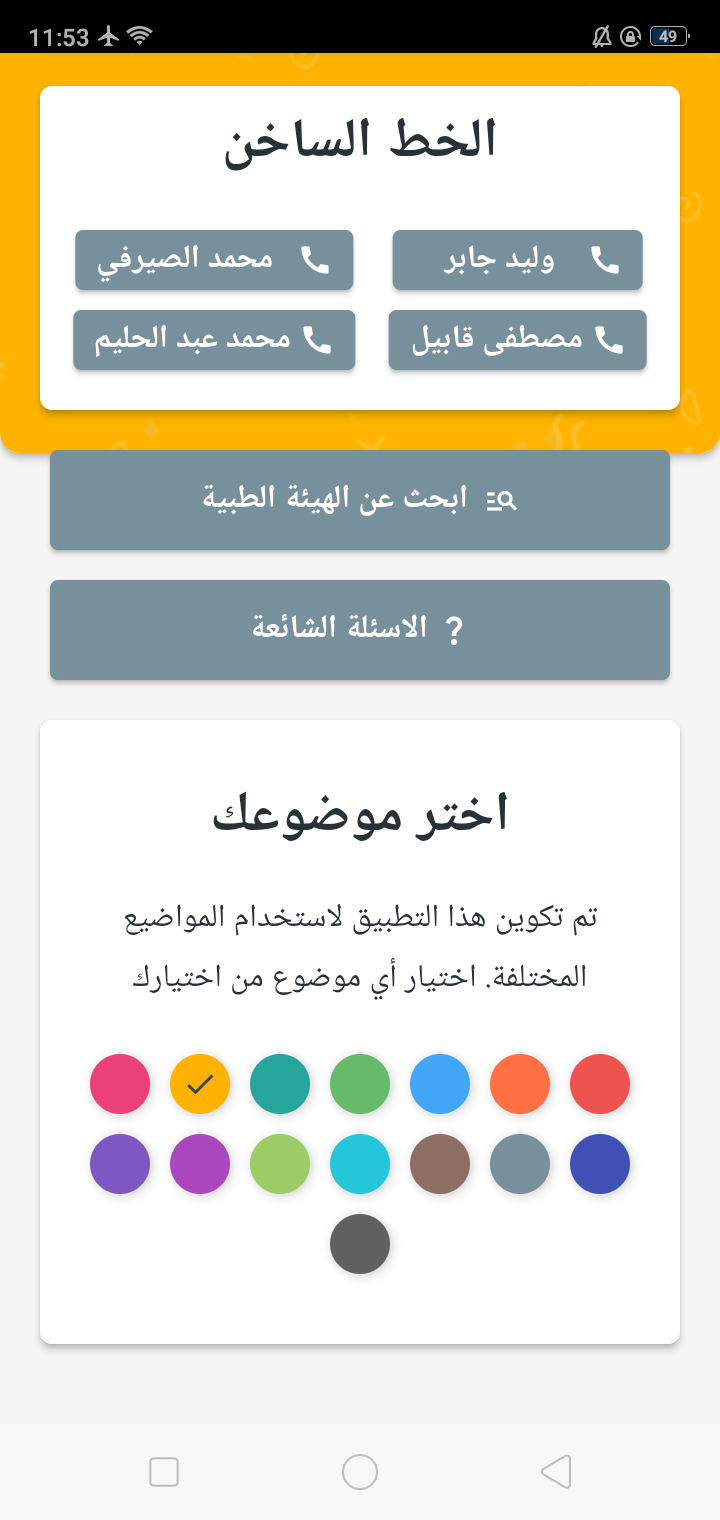 11:53
49
الخط الساخن
وليد جابر
محمد الصيرفي
مصطفى قابيل
محمد عبد الحليم
ابحث عن الهيئة الطبية
الاسئلة الشائعة
اختر موضوعك
تم تكوين هذا التطبيق لاستخدام المواضيع
المختلفة. اختيار أي موضوع من اختيارك